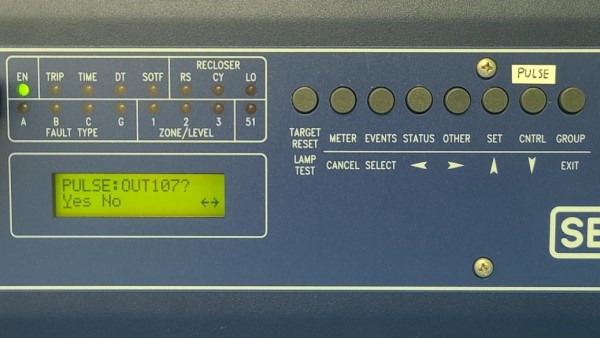 RECLOSER
EN TRIP TIME DT SOTF RS CY LO
A B C G 1 2 3 51
FAULT TYPE ZONE/LEVEL
PULSE:OUT107?
Yes No ↔
PULSE
TARGET RESET METER EVENTS STATUS OTHER SET CNTRL GROUP
LAMP TEST CANCEL SELECT EXIT
SE